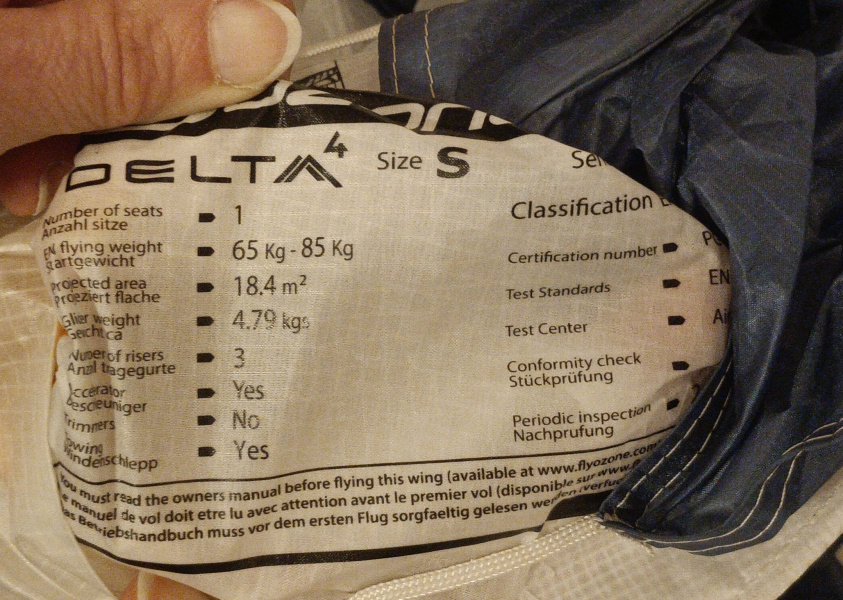 DELTA 4 Size S
Number of seats 1
Anzahl sitze
EN flying weight 65 Kg - 85 Kg
Startgewicht
Projected area 18.4 m²
Projeziert flache
weight 4.79 kgs
Number of risers 3
tragegurte
Yes
Trimmers No
Towing Yes
Windenschlepp
Classification
Certification number
Test Standards EN
Test Center
Conformity check
Stückprüfung
Periodic inspection
Nachprufung
You must read the owners manual before flying this wing (available at www.flyozone.com
manuel de vol doit etre lu avec attention avant le premier vol (disponible sur www.
Betriebshandbuch muss vor dem ersten Flug sorgfaeltig gelesen werden